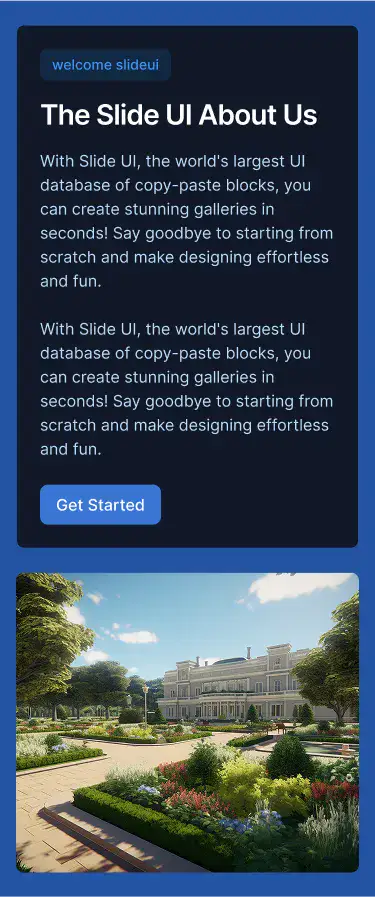 welcome slideui
The Slide UI About Us
With Slide UI, the world's largest UI
database of copy-paste blocks, you
can create stunning galleries in
seconds! Say goodbye to starting from
scratch and make designing effortless
and fun.
With Slide UI, the world's largest UI
database of copy-paste blocks, you
can create stunning galleries in
seconds! Say goodbye to starting from
scratch and make designing effortless
and fun.
Get Started